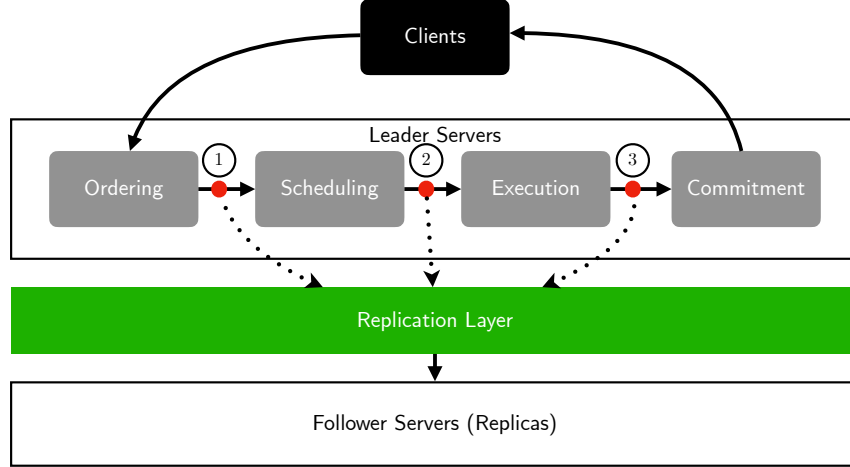 Clients
Leader Servers
1
2
3
Ordering
Scheduling
Execution
Commitment
Replication Layer
Follower Servers (Replicas)